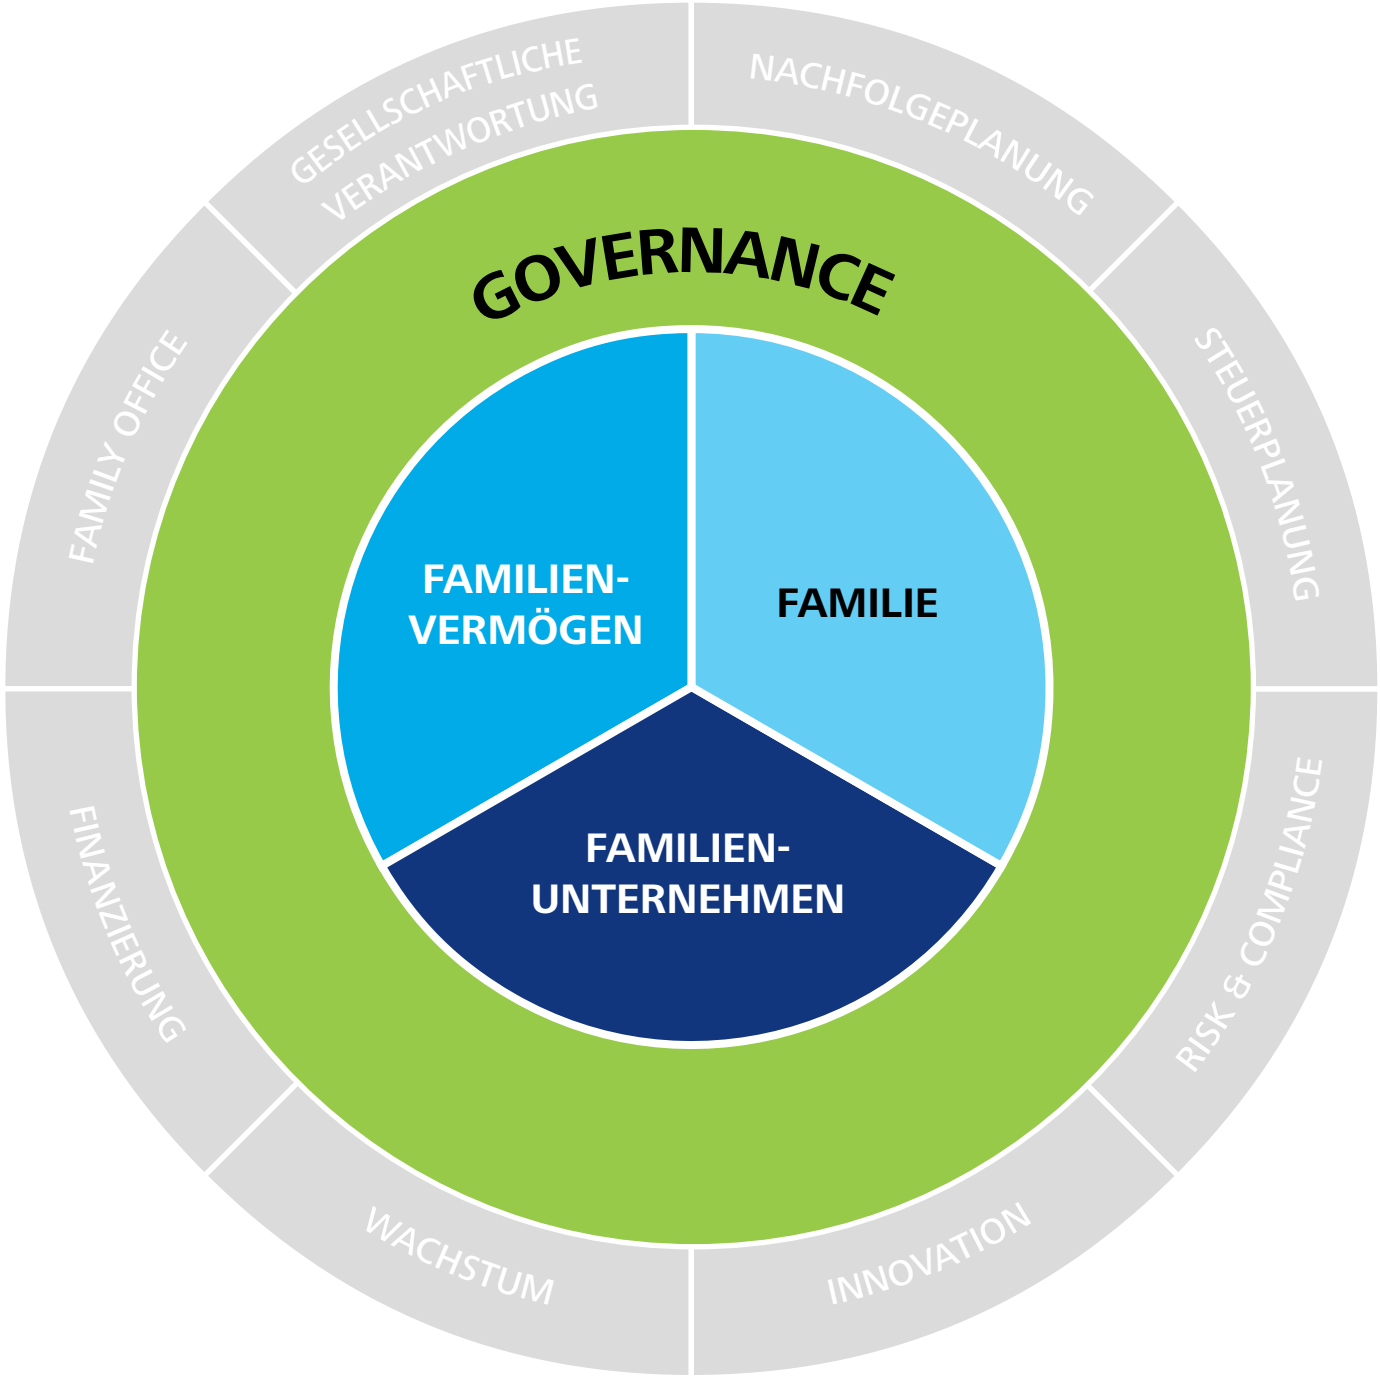 GESELLSCHAFTLICHE
VERANTWORTUNG
NACHFOLGEPLANUNG
STEUERPLANUNG
RISK & COMPLIANCE
INNOVATION
WACHSTUM
FINANZIERUNG
FAMILY OFFICE
GOVERNANCE
FAMILIEN-
VERMÖGEN
FAMILIE
FAMILIEN-
UNTERNEHMEN